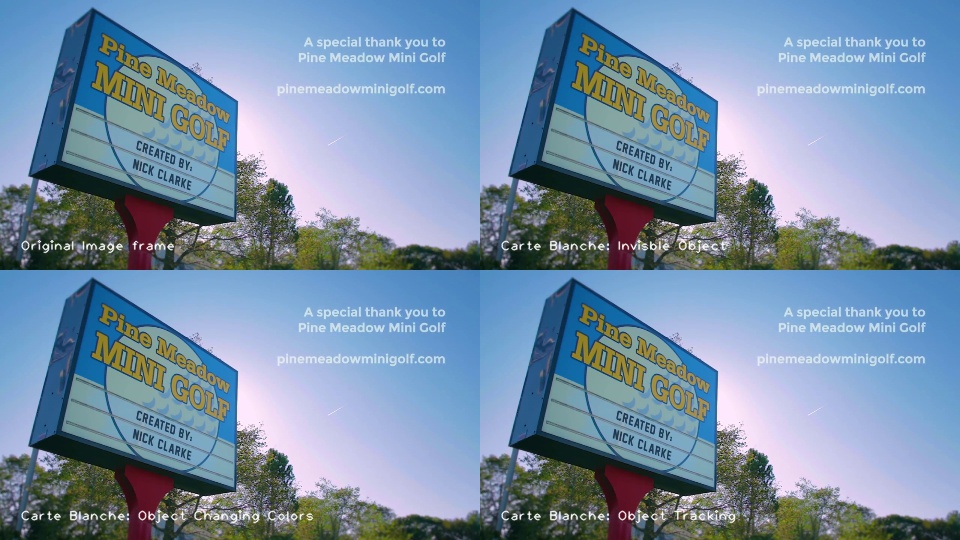 Pine Meadow
MINI GOLF
CREATED BY:
NICK CLARKE
A special thank you to
Pine Meadow Mini Golf
pinemeadowminigolf.com
Original Image frame
Pine Meadow
MINI GOLF
CREATED BY:
NICK CLARKE
A special thank you to
Pine Meadow Mini Golf
pinemeadowminigolf.com
Carte Blanche: Invisble Object
Pine Meadow
MINI GOLF
CREATED BY:
NICK CLARKE
A special thank you to
Pine Meadow Mini Golf
pinemeadowminigolf.com
Carte Blanche: Object Changing Colors
Pine Meadow
MINI GOLF
CREATED BY:
NICK CLARKE
A special thank you to
Pine Meadow Mini Golf
pinemeadowminigolf.com
Carte Blanche: Object Tracking